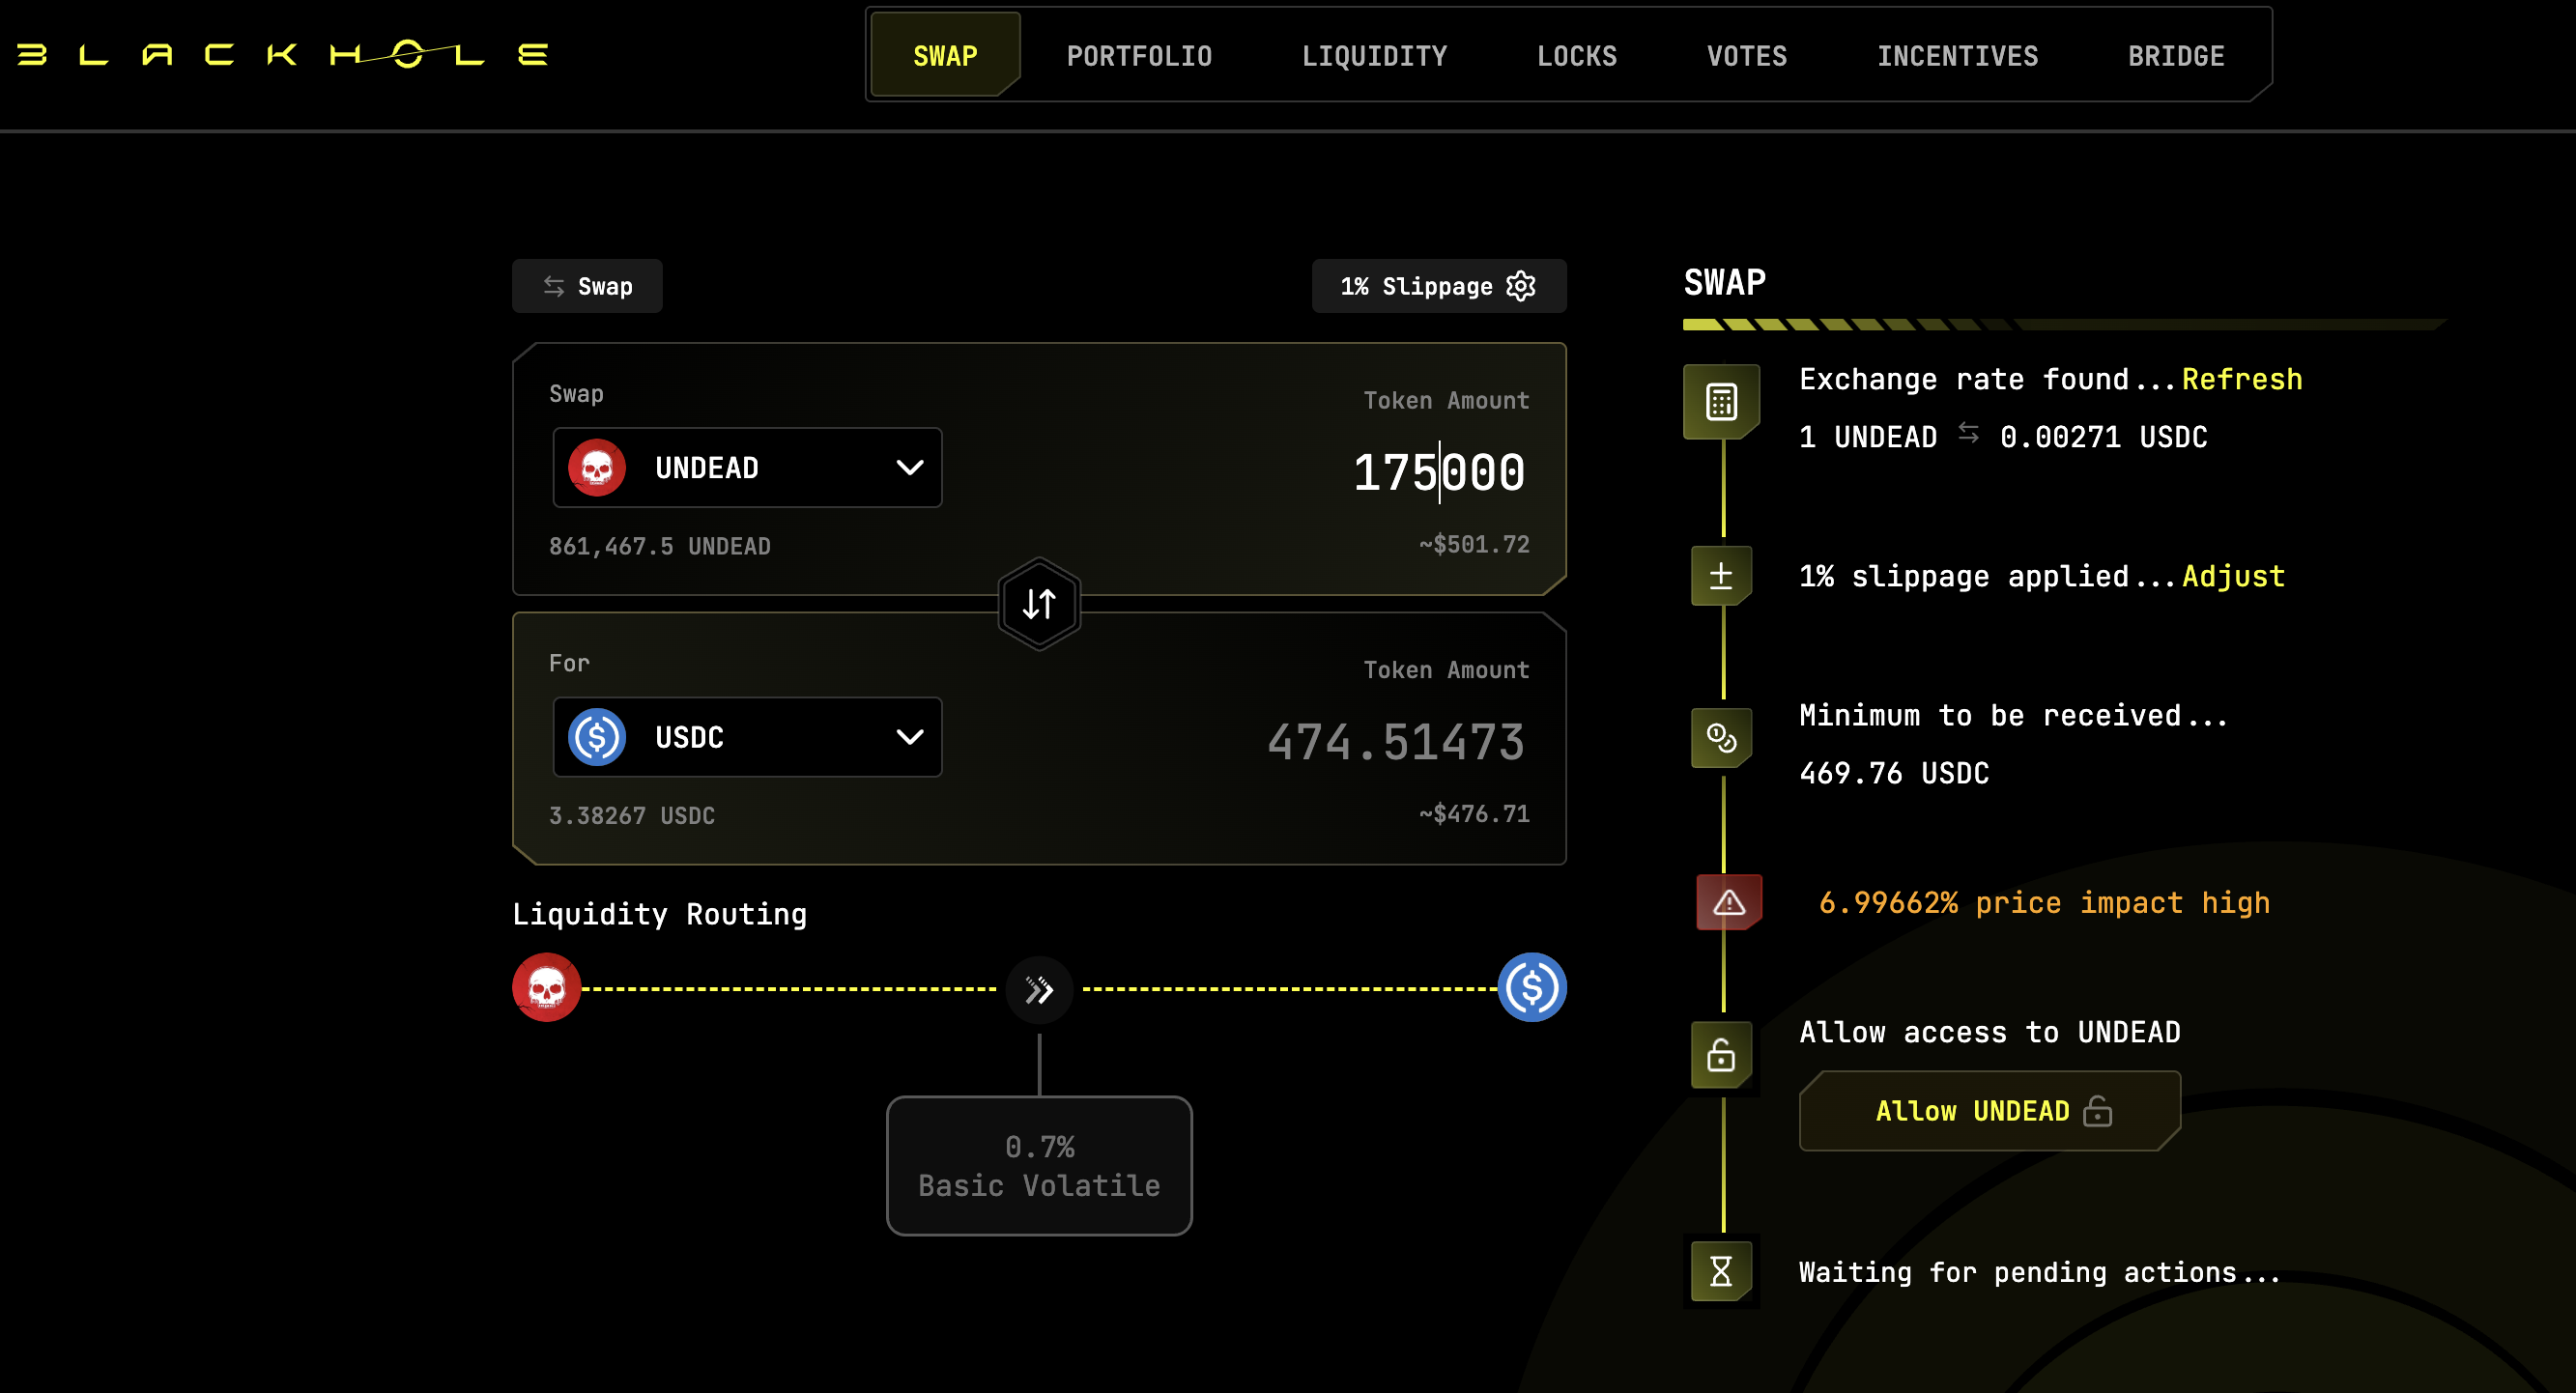 BLACKHOLE
SWAP PORTFOLIO LIQUIDITY LOCKS VOTES INCENTIVES BRIDGE
Swap
1% Slippage
Swap
Token Amount
UNDEAD
175000
861,467.5 UNDEAD
~$501.72
For
Token Amount
USDC
474.51473
3.38267 USDC
~$476.71
Liquidity Routing
0.7%
Basic Volatile
SWAP
Exchange rate found...Refresh
1 UNDEAD ⇆ 0.00271 USDC
1% slippage applied...Adjust
Minimum to be received...
469.76 USDC
6.99662% price impact high
Allow access to UNDEAD
Allow UNDEAD
Waiting for pending actions...